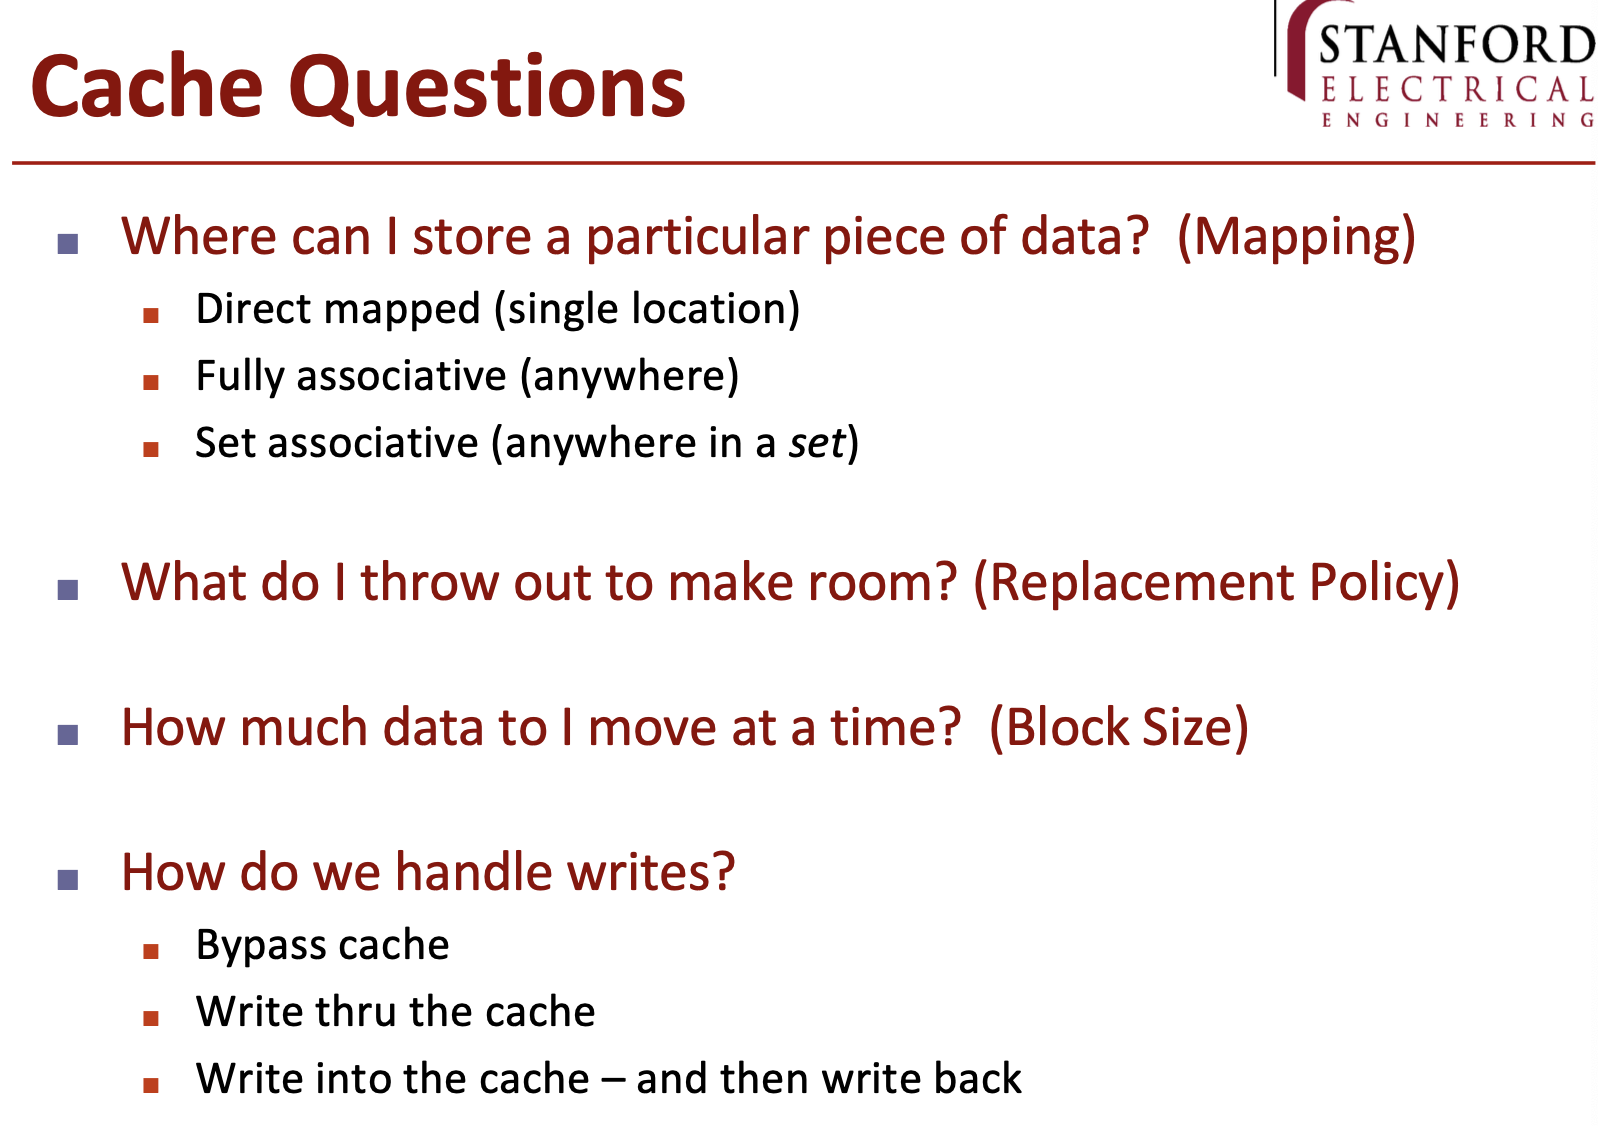 STANFORD
ELECTRICAL
ENGINEERING
Cache Questions
Where can I store a particular piece of data?  (Mapping)
Direct mapped (single location)
Fully associative (anywhere)
Set associative (anywhere in a set)
What do I throw out to make room? (Replacement Policy)
How much data to I move at a time?  (Block Size)
How do we handle writes?
Bypass cache
Write thru the cache
Write into the cache – and then write back